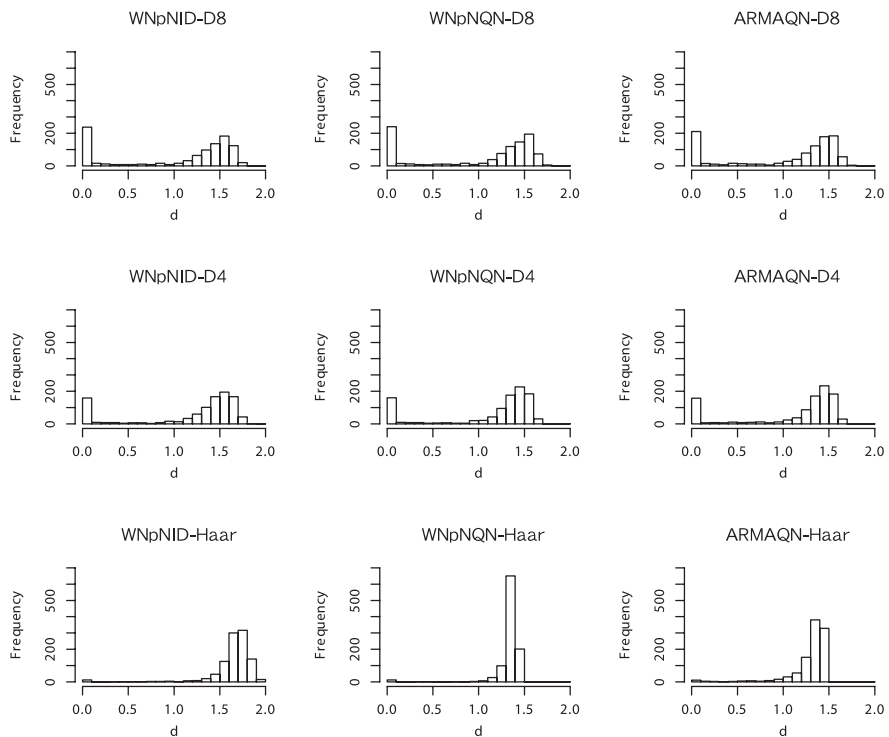 WNpNID-D8 WNpNQN-D8 ARMAQN-D8
Frequency Frequency Frequency
500 500 500
200 200 200
0 0 0
0.0 0.5 1.0 1.5 2.0 0.0 0.5 1.0 1.5 2.0 0.0 0.5 1.0 1.5 2.0
d d d
WNpNID-D4 WNpNQN-D4 ARMAQN-D4
Frequency Frequency Frequency
500 500 500
200 200 200
0 0 0
0.0 0.5 1.0 1.5 2.0 0.0 0.5 1.0 1.5 2.0 0.0 0.5 1.0 1.5 2.0
d d d
WNpNID-Haar WNpNQN-Haar ARMAQN-Haar
Frequency Frequency Frequency
500 500 500
200 200 200
0 0 0
0.0 0.5 1.0 1.5 2.0 0.0 0.5 1.0 1.5 2.0 0.0 0.5 1.0 1.5 2.0
d d d